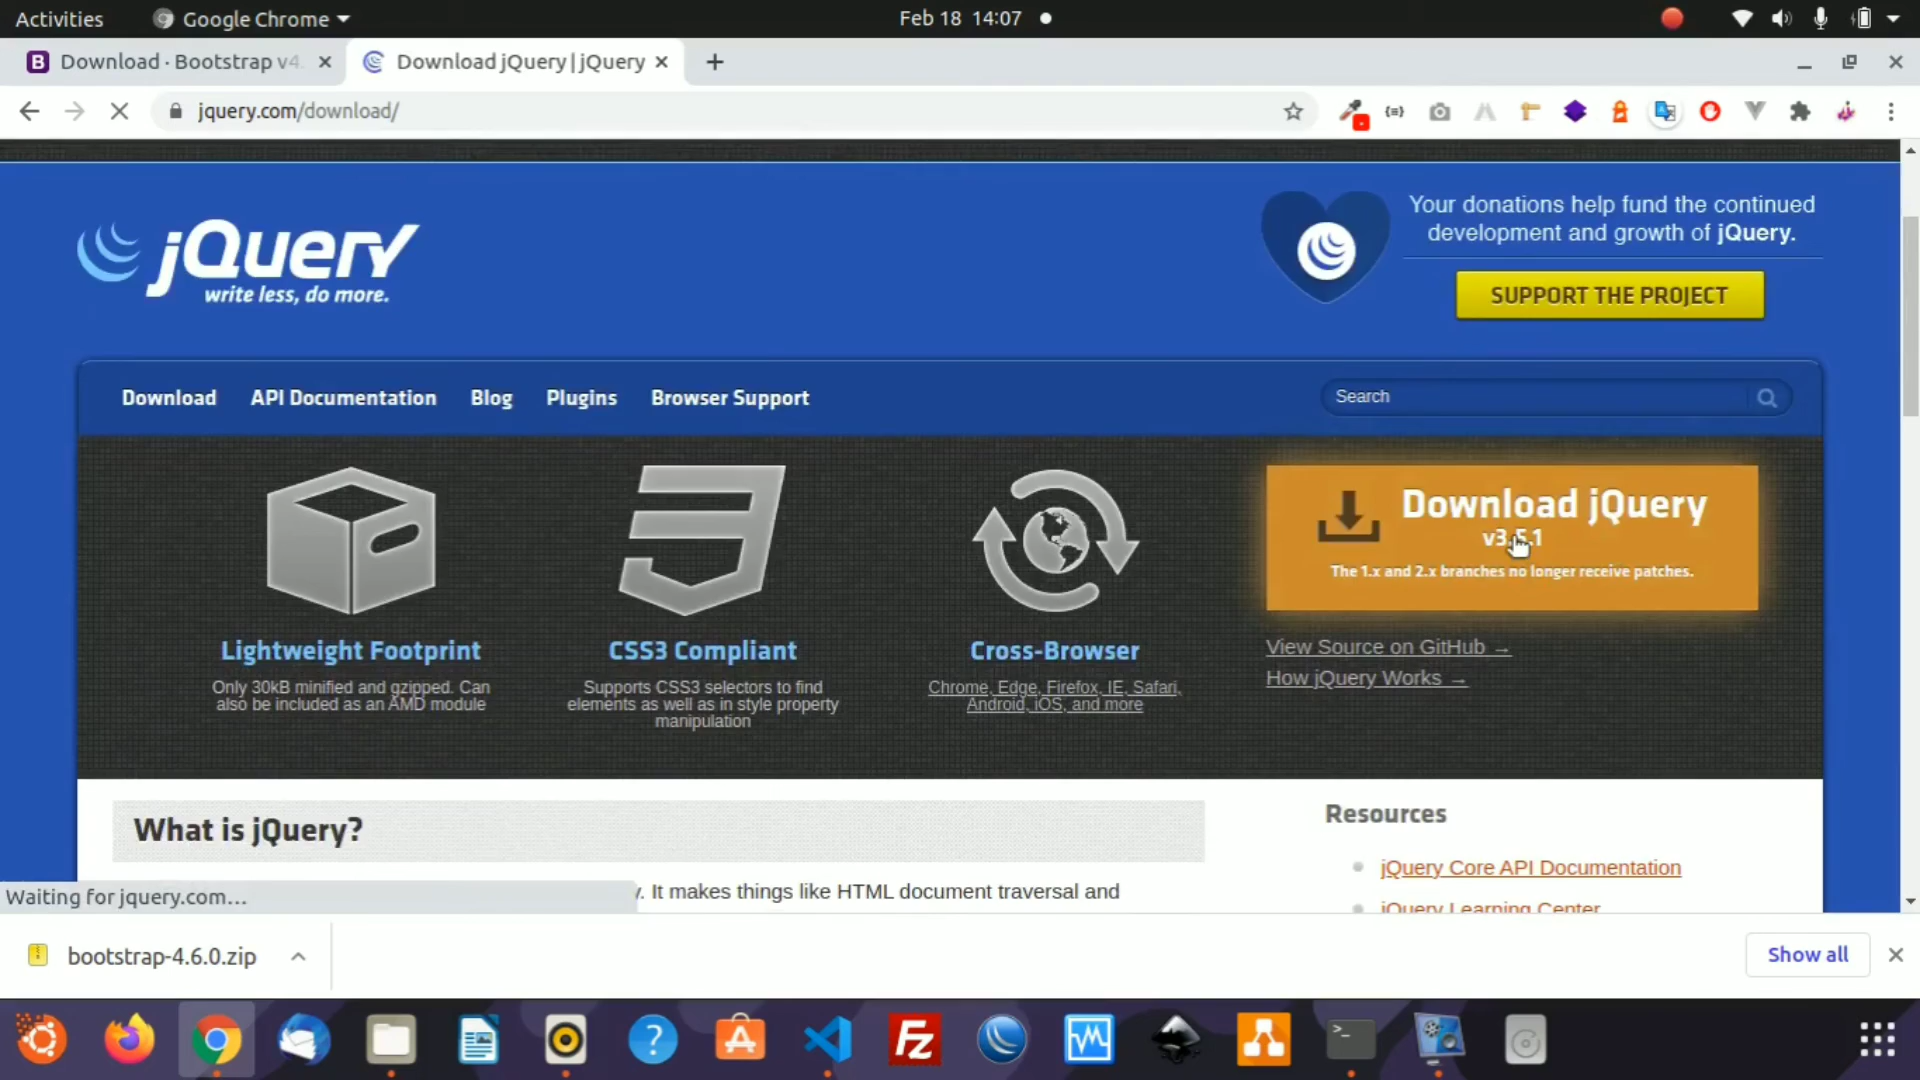 Activities
Google Chrome
Feb 18 14:07
Download · Bootstrap v4
Download jQuery | jQuery
jquery.com/download/
jQuery
write less, do more.
Your donations help fund the continued
development and growth of jQuery.
SUPPORT THE PROJECT
Download
API Documentation
Blog
Plugins
Browser Support
Search
Download jQuery
v3.5.1
The 1.x and 2.x branches no longer receive patches.
Lightweight Footprint
Only 30kB minified and gzipped. Can
also be included as an AMD module
CSS3 Compliant
Supports CSS3 selectors to find
elements as well as in style property
manipulation
Cross-Browser
Chrome, Edge, Firefox, IE, Safari,
Android, iOS, and more
View Source on GitHub →
How jQuery Works →
What is jQuery?
. It makes things like HTML document traversal and
Resources
jQuery Core API Documentation
jQuery Learning Center
Waiting for jquery.com...
bootstrap-4.6.0.zip
Show all